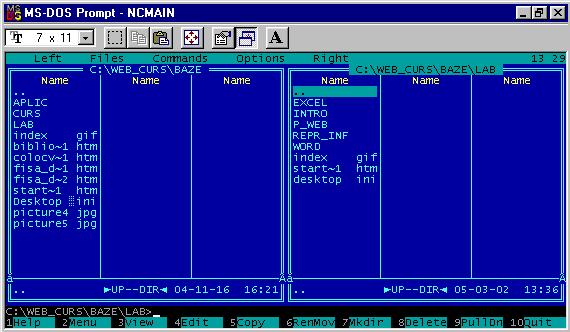 MS-DOS Prompt - NCMAIN
7 x 11
Left Files Commands Options Right 13 29
C:\WEB_CURS\BAZE C:\WEB_CURS\BAZE\LAB
Name Name Name Name Name Name
.. ..
APLIC EXCEL
CURS INTRO
LAB P_WEB
index gif REPR_INF
biblio~1 htm WORD
colocv~1 htm index gif
fisa_d~1 htm start~1 htm
fisa_d~2 htm desktop ini
start~1 htm
Desktop ini
picture4 jpg
picture5 jpg
.. ►UP--DIR◄ 04-11-16 16:21 .. ►UP--DIR◄ 05-03-02 13:36
C:\WEB_CURS\BAZE\LAB>
1Help 2Menu 3View 4Edit 5Copy 6RenMov 7Mkdir 8Delete 9PullDn 10Quit